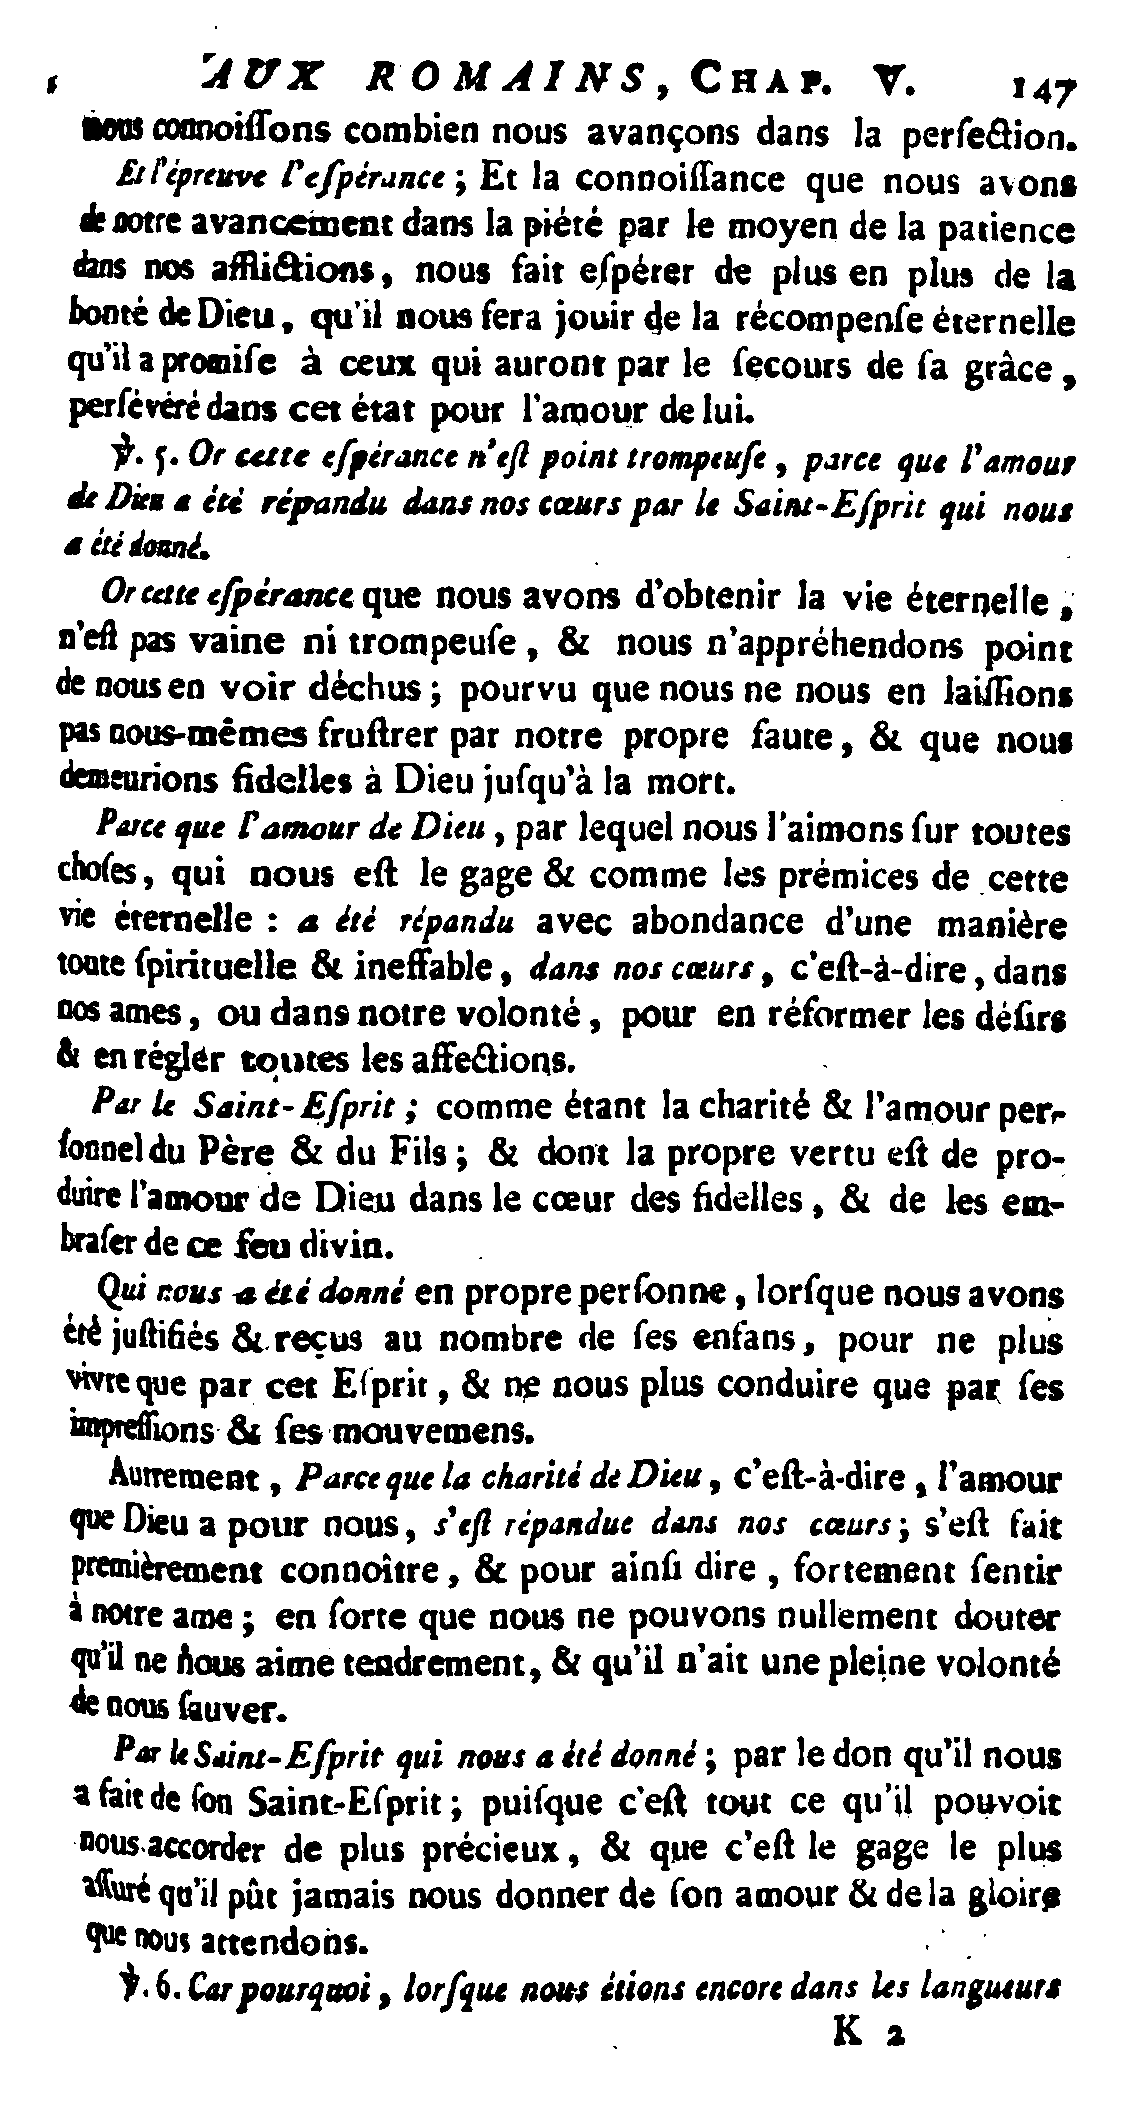 AUX ROMAINS, CHAP. V. 147
nous connoiſſons combien nous avançons dans la perfection.
Et l'épreuve l'eſpérance ; Et la connoiſſance que nous avons
de notre avancement dans la piété par le moyen de la patience
dans nos afflictions, nous fait eſpérer de plus en plus de la
bonté de Dieu, qu'il nous fera jouir de la récompenſe éternelle
qu'il a promiſe à ceux qui auront par le ſecours de ſa grâce,
perſévéré dans cet état pour l'amour de lui.
℣. 5. Or cette eſpérance n'eſt point trompeuſe, parce que l'amour
de Dieu a été répandu dans nos cœurs par le Saint-Eſprit qui nous
a été donné.
Or cette eſpérance que nous avons d'obtenir la vie éternelle,
n'eſt pas vaine ni trompeuſe, & nous n'appréhendons point
de nous en voir déchus ; pourvu que nous ne nous en laiſſions
pas nous-mêmes fruſtrer par notre propre faute, & que nous
demeurions fidelles à Dieu juſqu'à la mort.
Parce que l'amour de Dieu, par lequel nous l'aimons ſur toutes
choſes, qui nous eſt le gage & comme les prémices de cette
vie éternelle : a été répandu avec abondance d'une manière
toute ſpirituelle & ineffable, dans nos cœurs, c'eſt-à-dire, dans
nos ames, ou dans notre volonté, pour en réformer les déſirs
& en régler toutes les affections.
Par le Saint-Eſprit ; comme étant la charité & l'amour per-
ſonnel du Père & du Fils ; & dont la propre vertu eſt de pro-
duire l'amour de Dieu dans le cœur des fidelles, & de les em-
braſer de ce feu divin.
Qui nous a été donné en propre perſonne, lorſque nous avons
été juſtifiés & reçus au nombre de ſes enfans, pour ne plus
vivre que par cet Eſprit, & ne nous plus conduire que par ſes
impreſſions & ſes mouvemens.
Autrement, Parce que la charité de Dieu, c'eſt-à-dire, l'amour
que Dieu a pour nous, s'eſt répandue dans nos cœurs ; s'eſt fait
premièrement connoître, & pour ainſi dire, fortement ſentir
à notre ame ; en ſorte que nous ne pouvons nullement douter
qu'il ne nous aime tendrement, & qu'il n'ait une pleine volonté
de nous ſauver.
Par le Saint-Eſprit qui nous a été donné ; par le don qu'il nous
a fait de ſon Saint-Eſprit ; puiſque c'eſt tout ce qu'il pouvoit
nous accorder de plus précieux, & que c'eſt le gage le plus
aſſuré qu'il pût jamais nous donner de ſon amour & de la gloire
que nous attendons.
℣. 6. Car pourquoi, lorſque nous étions encore dans les langueurs
K 2